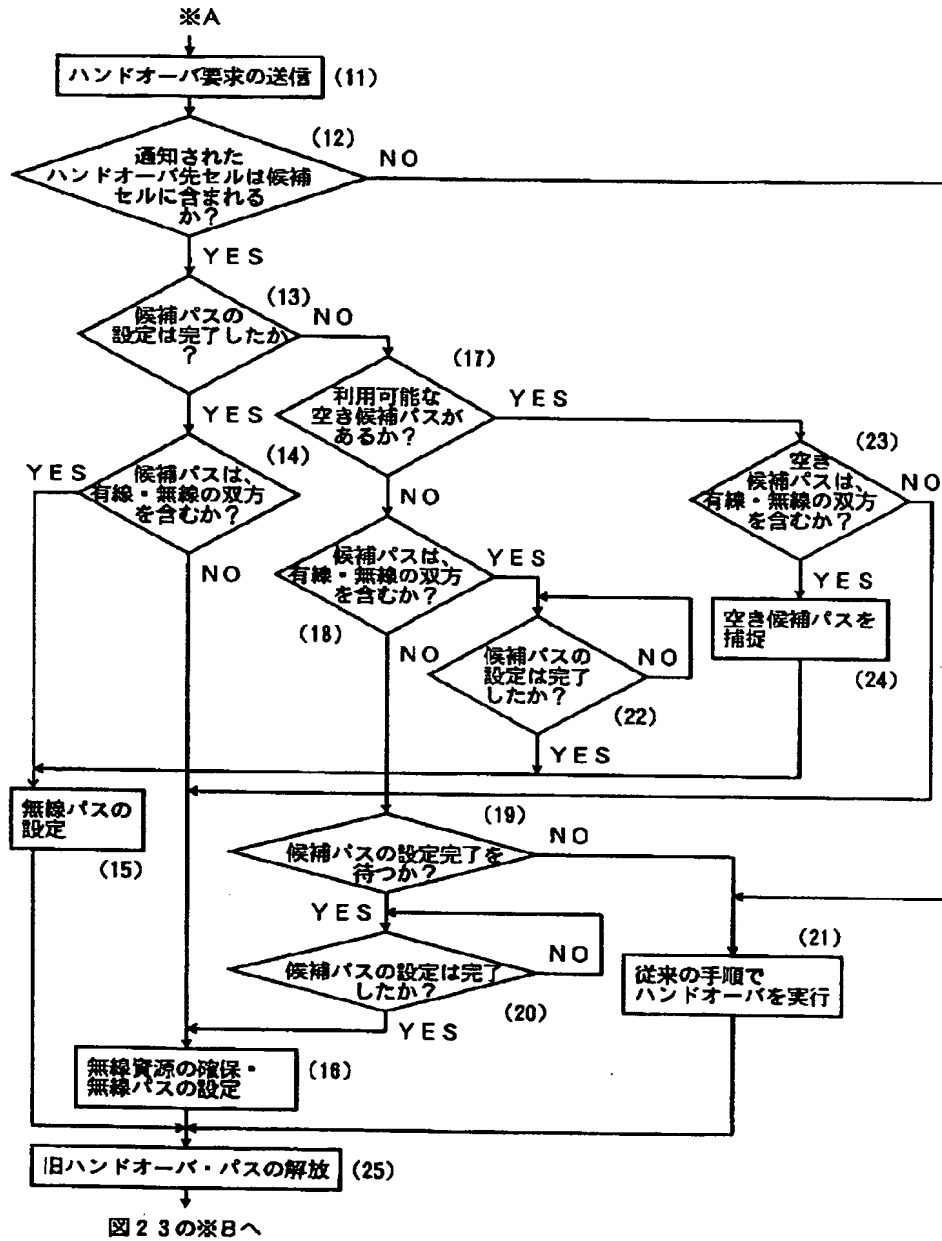 ※A
ハンドオーバ要求の送信
(11)
(12)
通知された
ハンドオーバ先セルは候補
セルに含まれる
か？
NO
YES
(13)
候補パスの
設定は完了したか
？
NO
YES
(17)
利用可能な
空き候補パスが
あるか？
YES
NO
(14)
YES
候補パスは、
有線・無線の双方
を含むか？
NO
(23)
空き
候補パスは、
有線・無線の双方
を含むか？
NO
YES
候補パスは、
有線・無線の双方
を含むか？
YES
(18)
NO
空き候補パスを
捕捉
(24)
候補パスの
設定は完了
したか？
NO
(22)
YES
無線パスの
設定
(15)
(19)
候補パスの設定完了を
待つか？
NO
YES
候補パスの設定は完了
したか？
NO
(20)
YES
(21)
従来の手順で
ハンドオーバを実行
無線資源の確保・
無線パスの設定
(16)
旧ハンドオーバ・パスの解放
(25)
図23の※Bへ